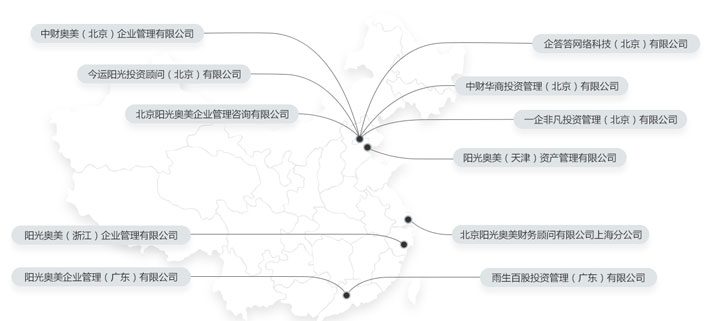 中财奥美（北京）企业管理有限公司
企答答网络科技（北京）有限公司
今运阳光投资顾问（北京）有限公司
中财华商投资管理（北京）有限公司
北京阳光奥美企业管理咨询有限公司
一企非凡投资管理（北京）有限公司
阳光奥美（天津）资产管理有限公司
阳光奥美（浙江）企业管理有限公司
北京阳光奥美财务顾问有限公司上海分公司
阳光奥美企业管理（广东）有限公司
雨生百股投资管理（广东）有限公司